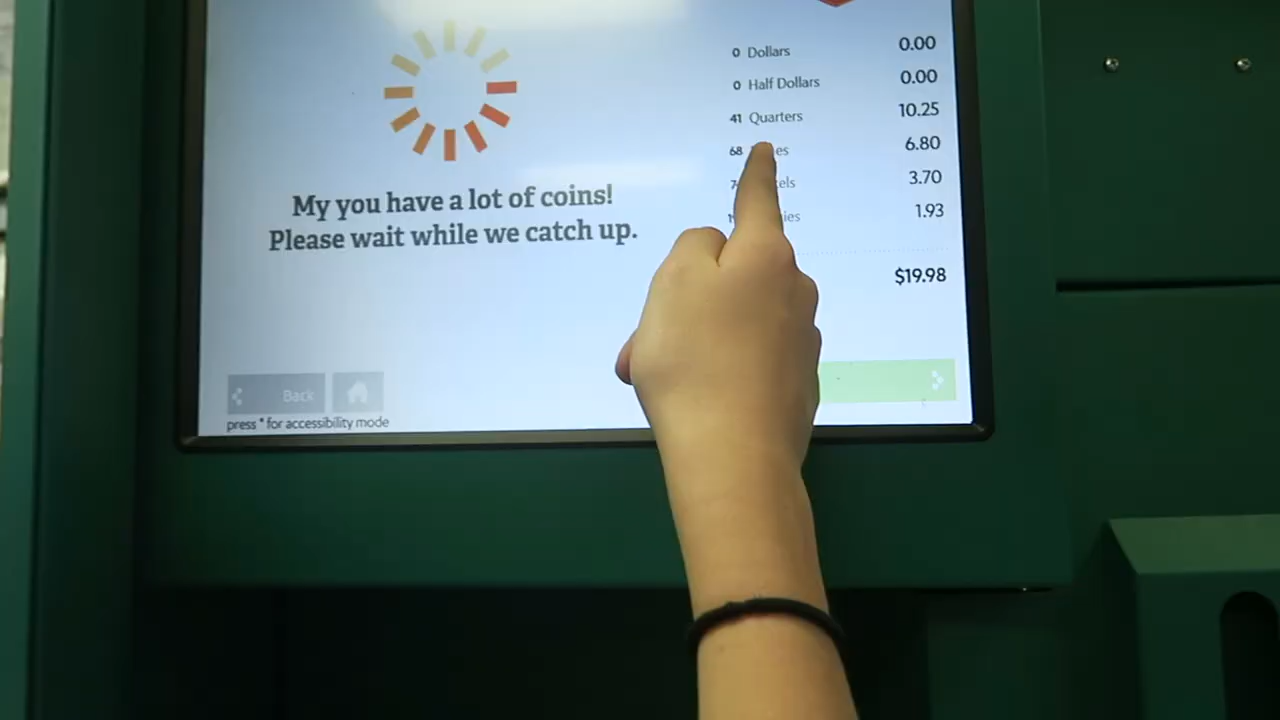 My you have a lot of coins!
Please wait while we catch up.
0 Dollars 0.00
0 Half Dollars 0.00
41 Quarters 10.25
68 6.80
3.70
1.93
$19.98
Back
press * for accessibility mode